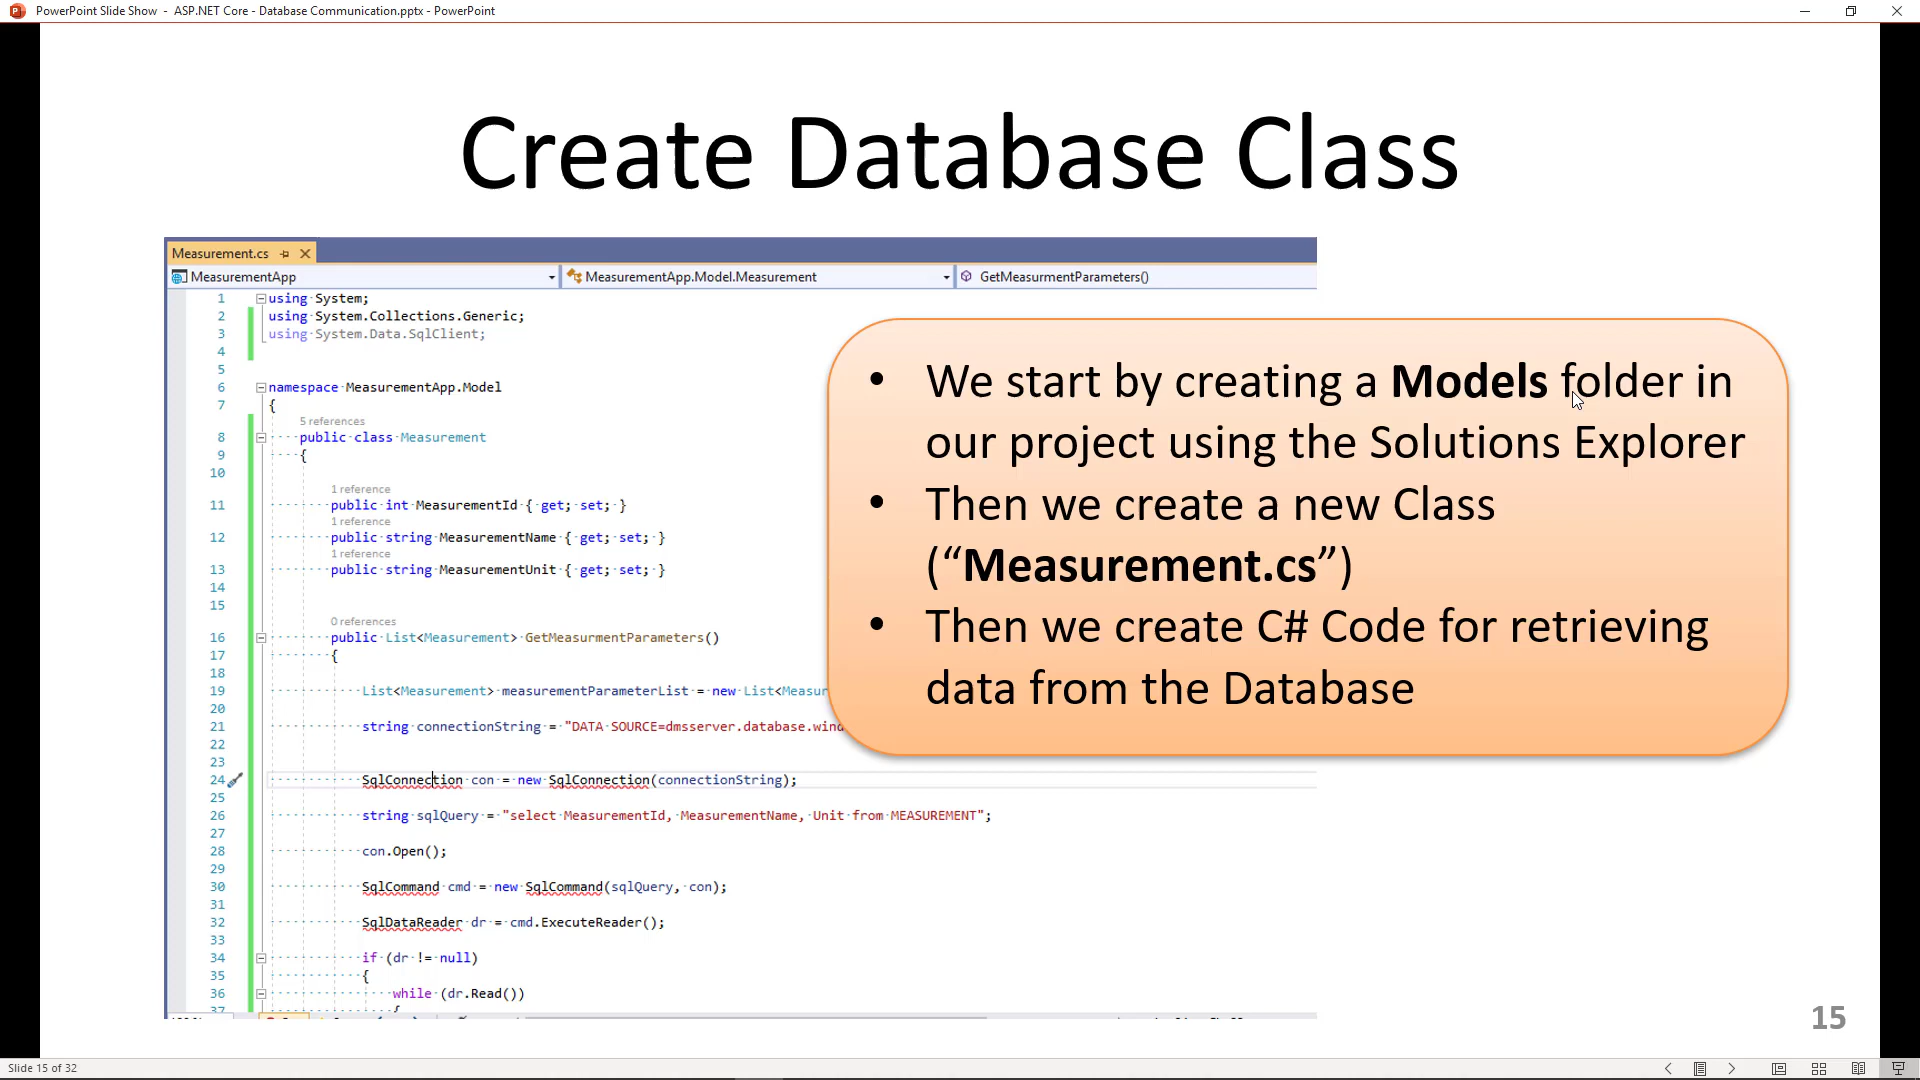 PowerPoint Slide Show - ASP.NET Core - Database Communication.pptx - PowerPoint
Create Database Class
Measurement.cs
MeasurementApp
MeasurementApp.Model.Measurement
GetMeasurmentParameters()
1 using System;
2 using System.Collections.Generic;
3 using System.Data.SqlClient;
4
5
6 namespace MeasurementApp.Model
7 {
5 references
8 public class Measurement
9 {
10
1 reference
11 public int MeasurementId { get; set; }
1 reference
12 public string MeasurementName { get; set; }
1 reference
13 public string MeasurementUnit { get; set; }
14
15
0 references
16 public List<Measurement> GetMeasurmentParameters()
17 {
18
19 List<Measurement> measurementParameterList = new List<Measur
20
21 string connectionString = "DATA SOURCE=dmsserver.database.wind
22
23
24 SqlConnection con = new SqlConnection(connectionString);
25
26 string sqlQuery = "select MeasurementId, MeasurementName, Unit from MEASUREMENT";
27
28 con.Open();
29
30 SqlCommand cmd = new SqlCommand(sqlQuery, con);
31
32 SqlDataReader dr = cmd.ExecuteReader();
33
34 if (dr != null)
35 {
36 while (dr.Read())
37 {
• We start by creating a Models folder in
our project using the Solutions Explorer
• Then we create a new Class
(“Measurement.cs”)
• Then we create C# Code for retrieving
data from the Database
15
Slide 15 of 32